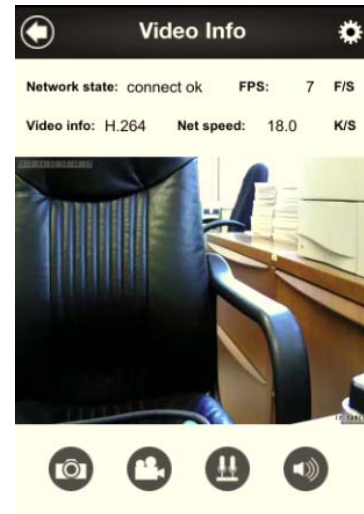 Video Info
Network state: connect ok FPS: 7 F/S
Video info: H.264 Net speed: 18.0 K/S